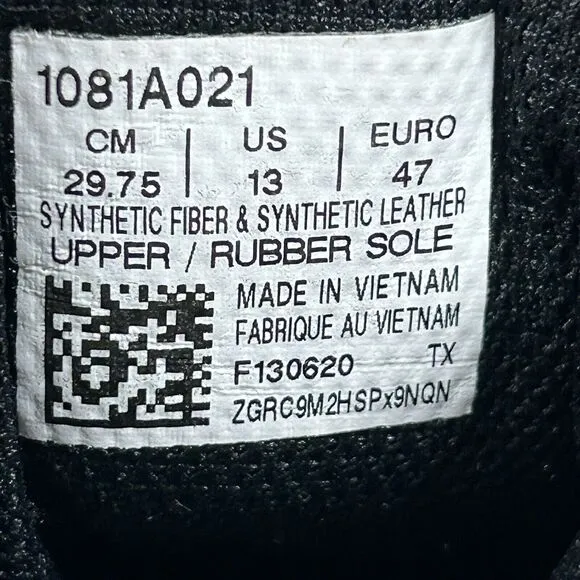 1081A021
CM | US | EURO
29.75 | 13 | 47
SYNTHETIC FIBER & SYNTHETIC LEATHER
UPPER / RUBBER SOLE
MADE IN VIETNAM
FABRIQUE AU VIETNAM
F130620 TX
ZGRC9M2HSPx9NQN